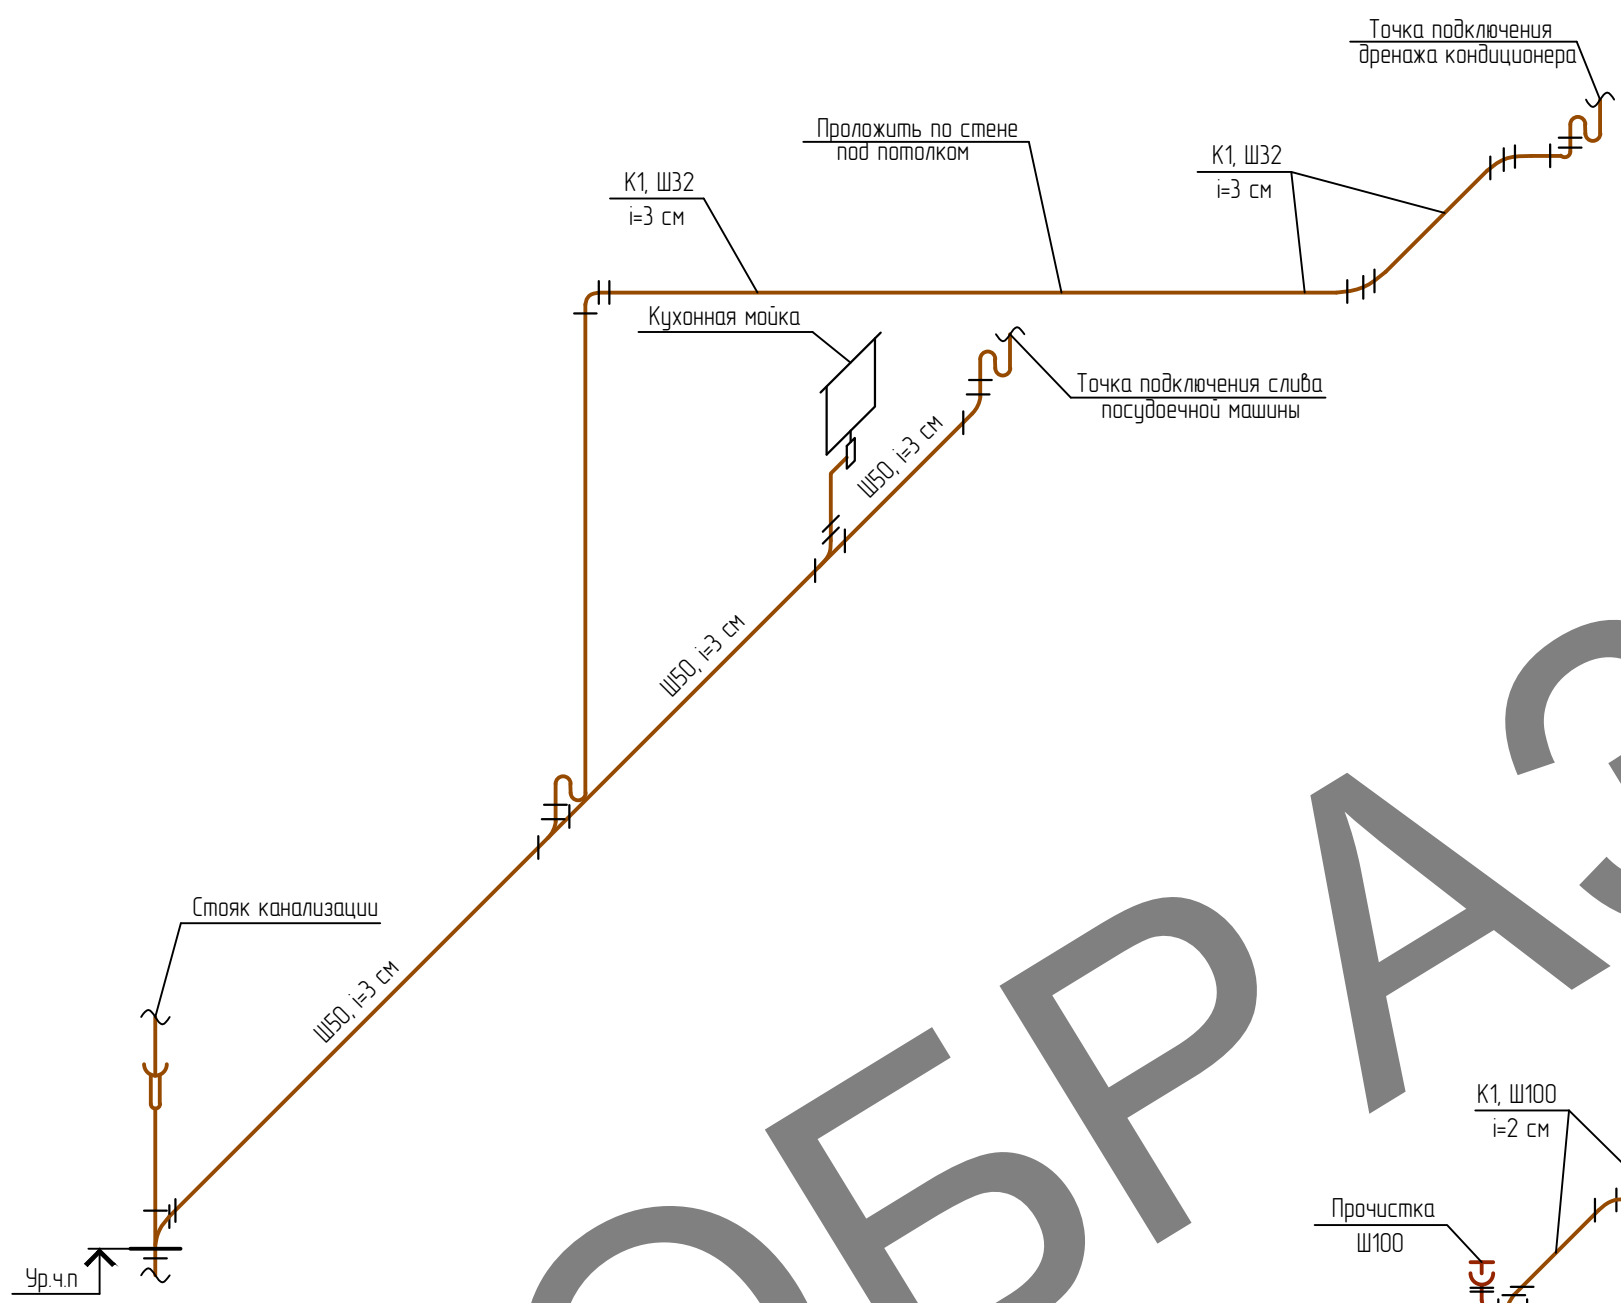 Точка подключения
дренажа кондиционера
Проложить по стене
под потолком
К1, Ш32
i=3 см
К1, Ш32
i=3 см
Кухонная мойка
Точка подключения слива
посудоечной машины
Ш50, i=3 см
Ш50, i=3 см
Стояк канализации
Ш50, i=3 см
К1, Ш100
i=2 см
Прочистка
Ш100
Ур.ч.п
ОБРАЗ